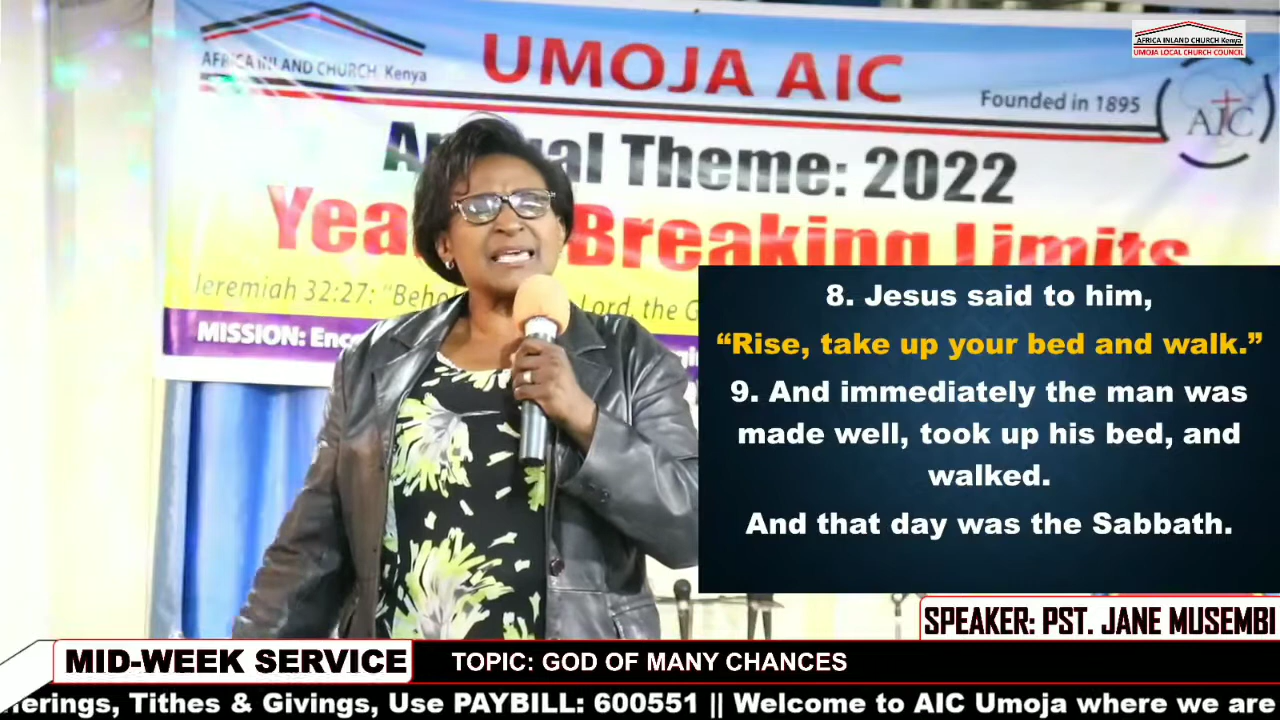 AFRICA INLAND CHURCH Kenya
UMOJA AIC
Founded in 1895
AIC
AFRICA INLAND CHURCH Kenya
UMOJA LOCAL CHURCH COUNCIL
Theme: 2022
Breaking Limits
Jeremiah 32:27: "Beho Lord, the G
MISSION: Enc
8. Jesus said to him,
“Rise, take up your bed and walk.”
9. And immediately the man was
made well, took up his bed, and
walked.
And that day was the Sabbath.
SPEAKER: PST. JANE MUSEMBI
MID-WEEK SERVICE
TOPIC: GOD OF MANY CHANCES
ferings, Tithes & Givings, Use PAYBILL: 600551 || Welcome to AIC Umoja where we are